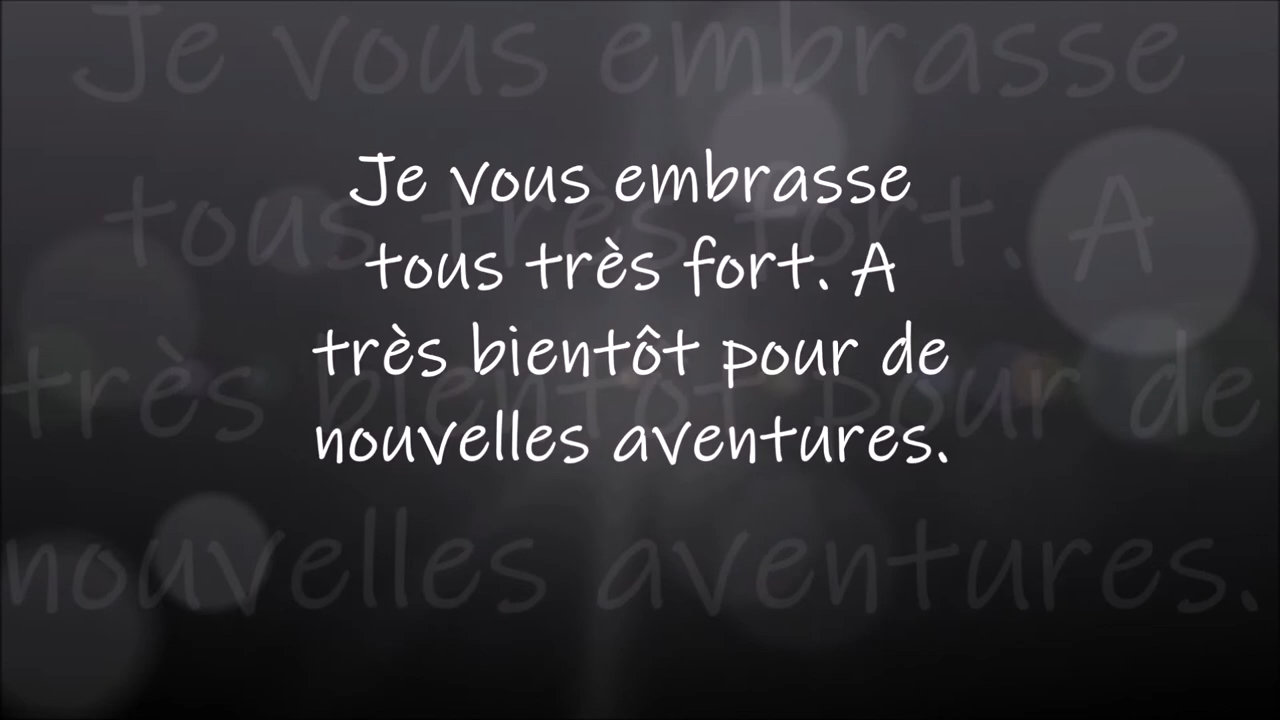 Je vous embrasse
tous très fort. A
très bientôt pour de
nouvelles aventures.